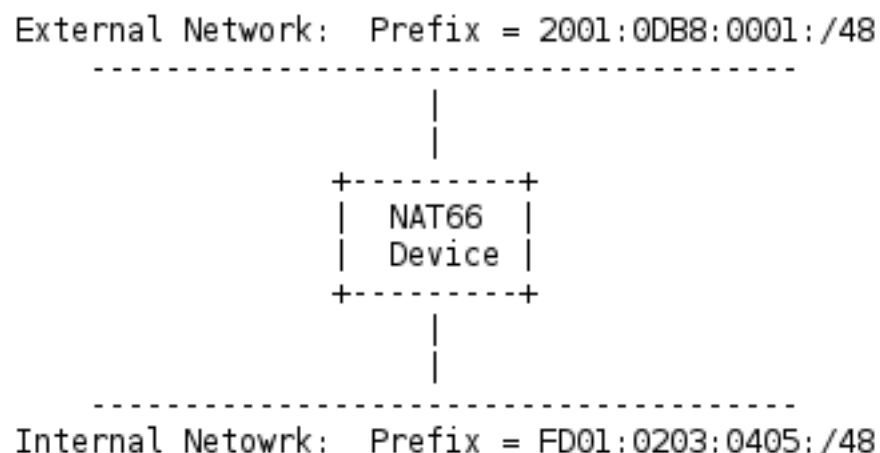 External Network: Prefix = 2001:0DB8:0001:/48
NAT66
Device
Internal Netowrk: Prefix = FD01:0203:0405:/48